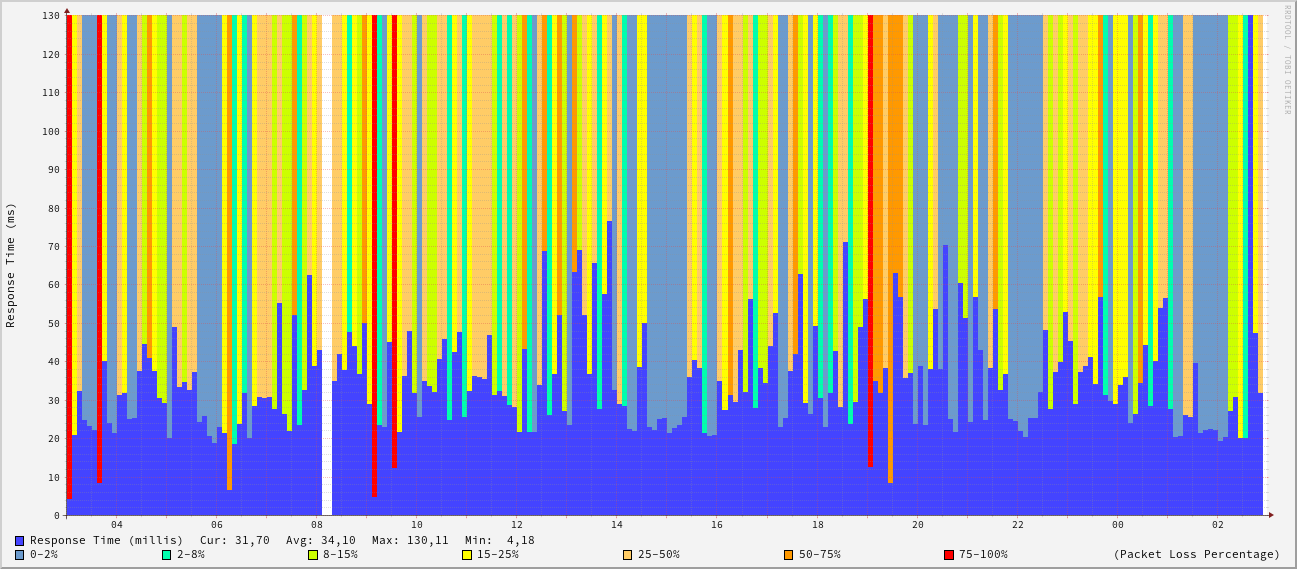 RRDTOOL / TOBI OETIKER
Response Time (ms)
130
120
110
100
90
80
70
60
50
40
30
20
10
0
04 06 08 10 12 14 16 18 20 22 00 02
Response Time (millis) Cur: 31,70 Avg: 34,10 Max: 130,11 Min: 4,18
0-2% 2-8% 8-15% 15-25% 25-50% 50-75% 75-100% (Packet Loss Percentage)